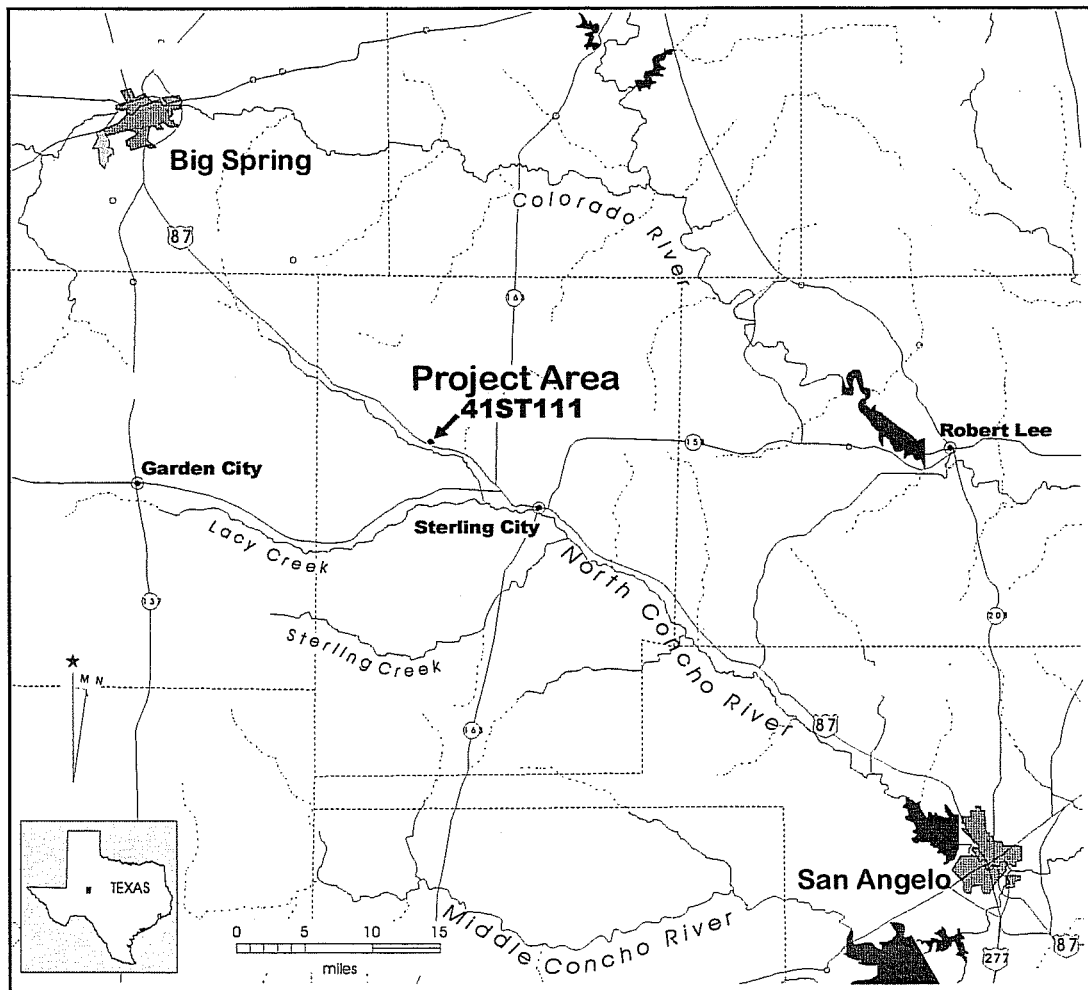 Big Spring
87
Colorado River
163
Project Area
41ST111
Robert Lee
158
Garden City
Sterling City
Lacy Creek
North Concho River
137
208
Sterling Creek
M N
163
87
TEXAS
San Angelo
Middle Concho River
0 5 10 15
miles
277
87